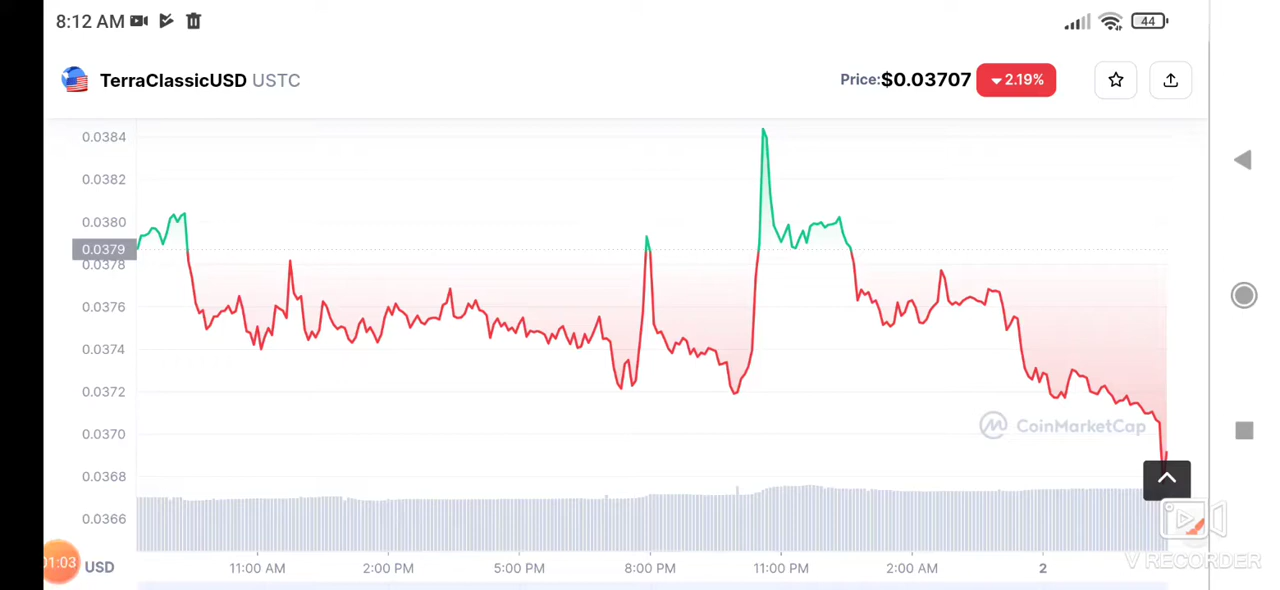 8:12 AM 44
TerraClassicUSD USTC Price:$0.03707 2.19%
0.0384
0.0382
0.0380
0.0379
0.0378
0.0376
0.0374
0.0372
0.0370
CoinMarketCap
0.0368
0.0366
V RECORDER
01:03 USD 11:00 AM 2:00 PM 5:00 PM 8:00 PM 11:00 PM 2:00 AM 2